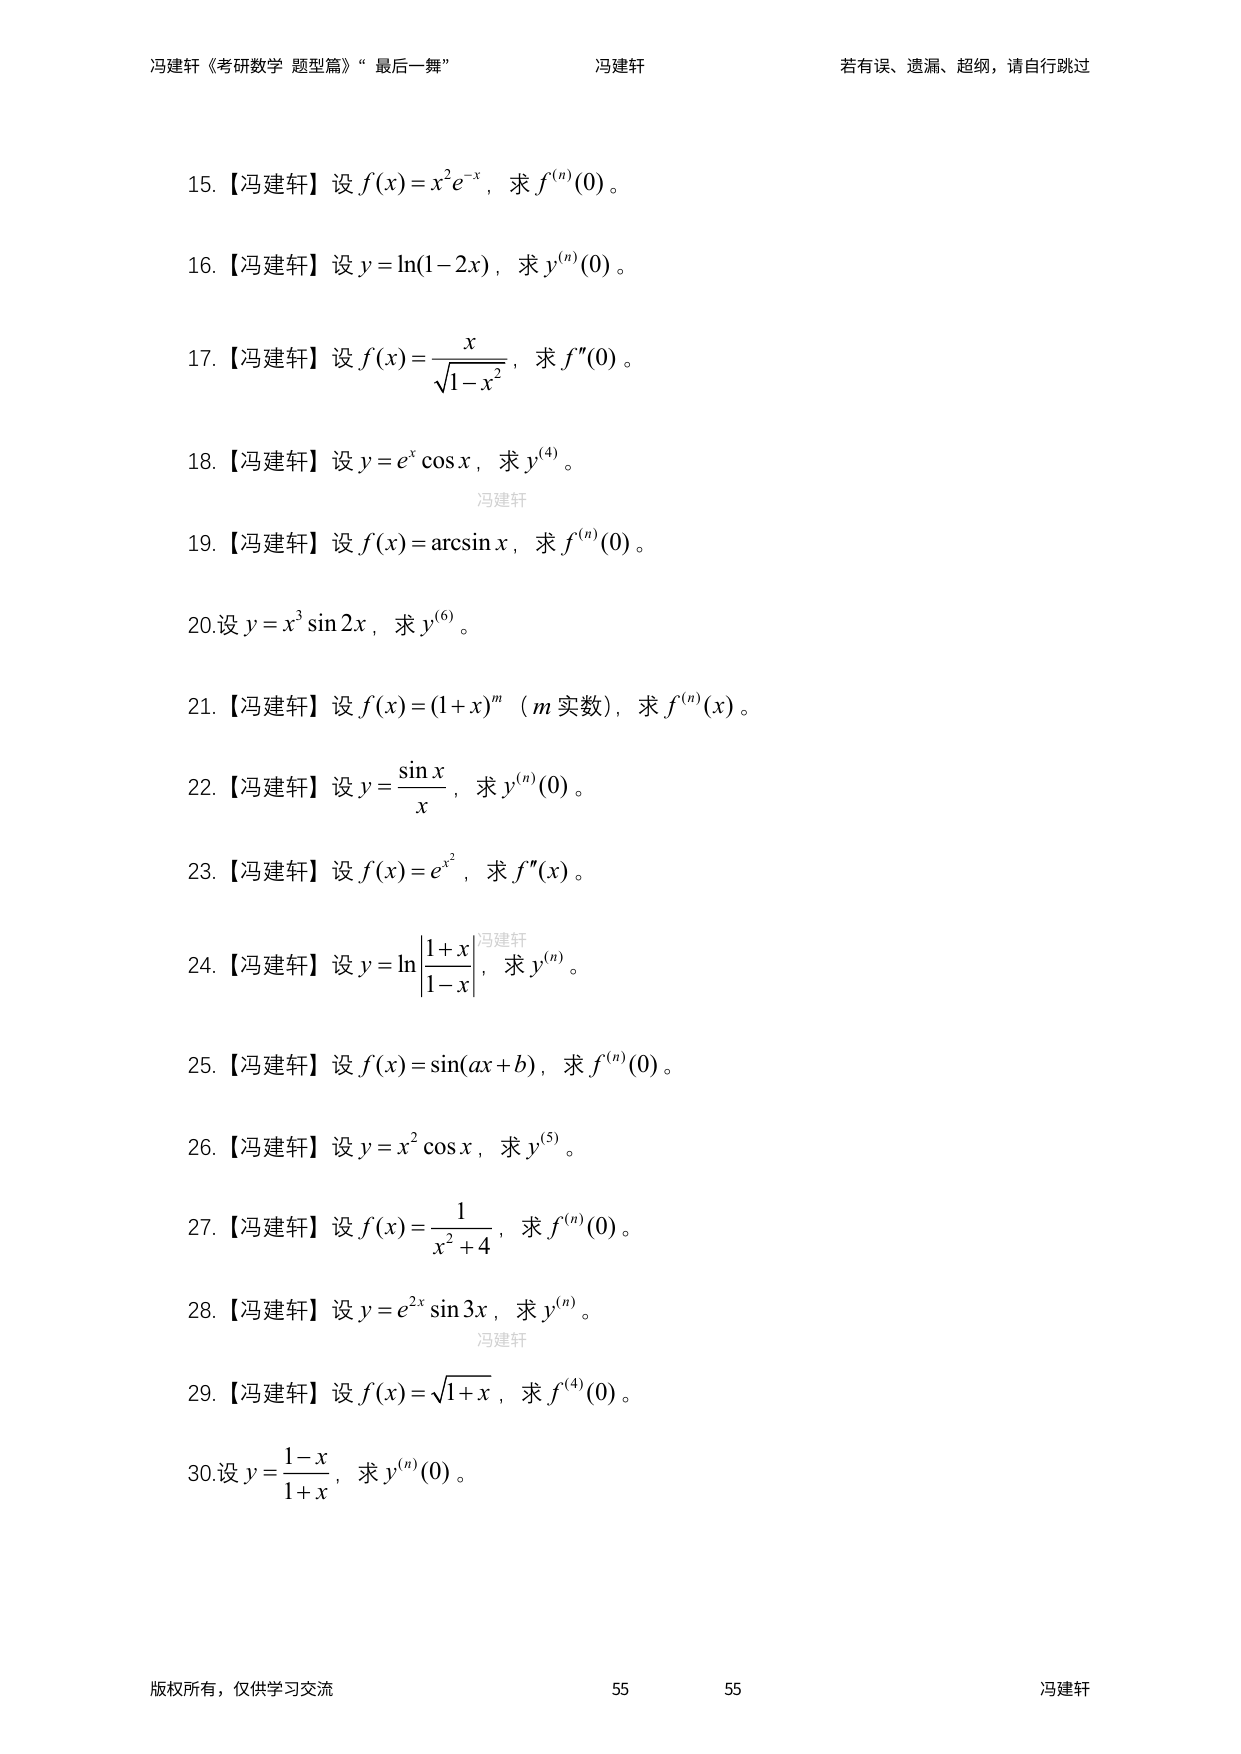 冯建轩《考研数学 题型篇》“ 最后一舞” 冯建轩 若有误、遗漏、超纲，请自行跳过
15.【冯建轩】设 f(x) = x²e⁻ˣ，求 f⁽ⁿ⁾(0)。
16.【冯建轩】设 y = ln(1−2x)，求 y⁽ⁿ⁾(0)。
17.【冯建轩】设 f(x) = x/√(1−x²)，求 f″(0)。
18.【冯建轩】设 y = eˣ cos x，求 y⁽⁴⁾。
冯建轩
19.【冯建轩】设 f(x) = arcsin x，求 f⁽ⁿ⁾(0)。
20.设 y = x³ sin 2x，求 y⁽⁶⁾。
21.【冯建轩】设 f(x) = (1+x)ᵐ（m 实数），求 f⁽ⁿ⁾(x)。
22.【冯建轩】设 y = sin x/x，求 y⁽ⁿ⁾(0)。
23.【冯建轩】设 f(x) = e^{x²}，求 f″(x)。
冯建轩
24.【冯建轩】设 y = ln|(1+x)/(1−x)|，求 y⁽ⁿ⁾。
25.【冯建轩】设 f(x) = sin(ax+b)，求 f⁽ⁿ⁾(0)。
26.【冯建轩】设 y = x² cos x，求 y⁽⁵⁾。
27.【冯建轩】设 f(x) = 1/(x²+4)，求 f⁽ⁿ⁾(0)。
28.【冯建轩】设 y = e²ˣ sin 3x，求 y⁽ⁿ⁾。
冯建轩
29.【冯建轩】设 f(x) = √(1+x)，求 f⁽⁴⁾(0)。
30.设 y = (1−x)/(1+x)，求 y⁽ⁿ⁾(0)。
版权所有，仅供学习交流 55 55 冯建轩